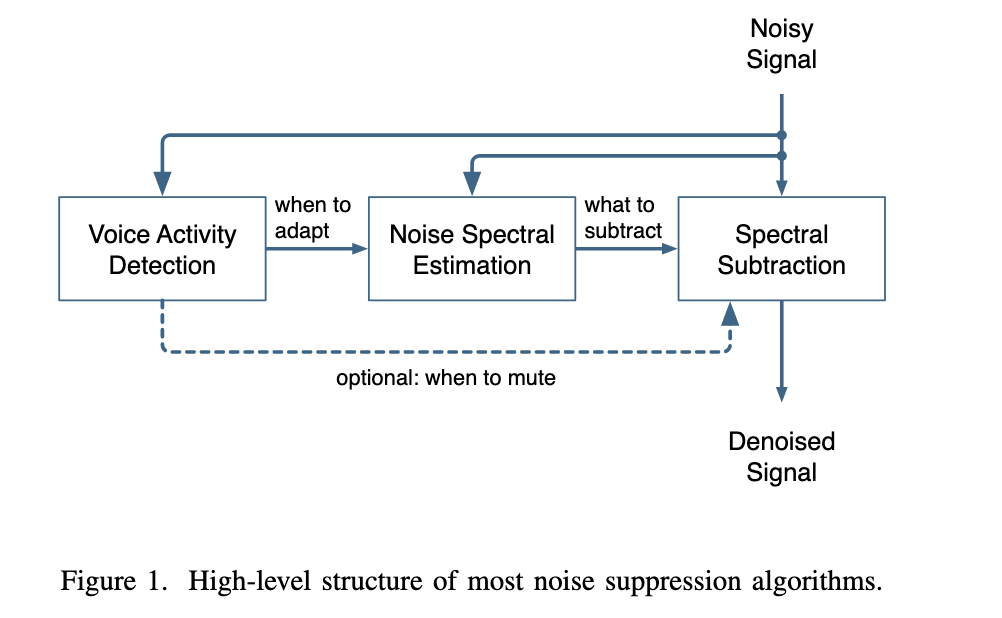 Noisy
Signal
when to
adapt
what to
subtract
Voice Activity
Detection
Noise Spectral
Estimation
Spectral
Subtraction
optional: when to mute
Denoised
Signal
Figure 1. High-level structure of most noise suppression algorithms.